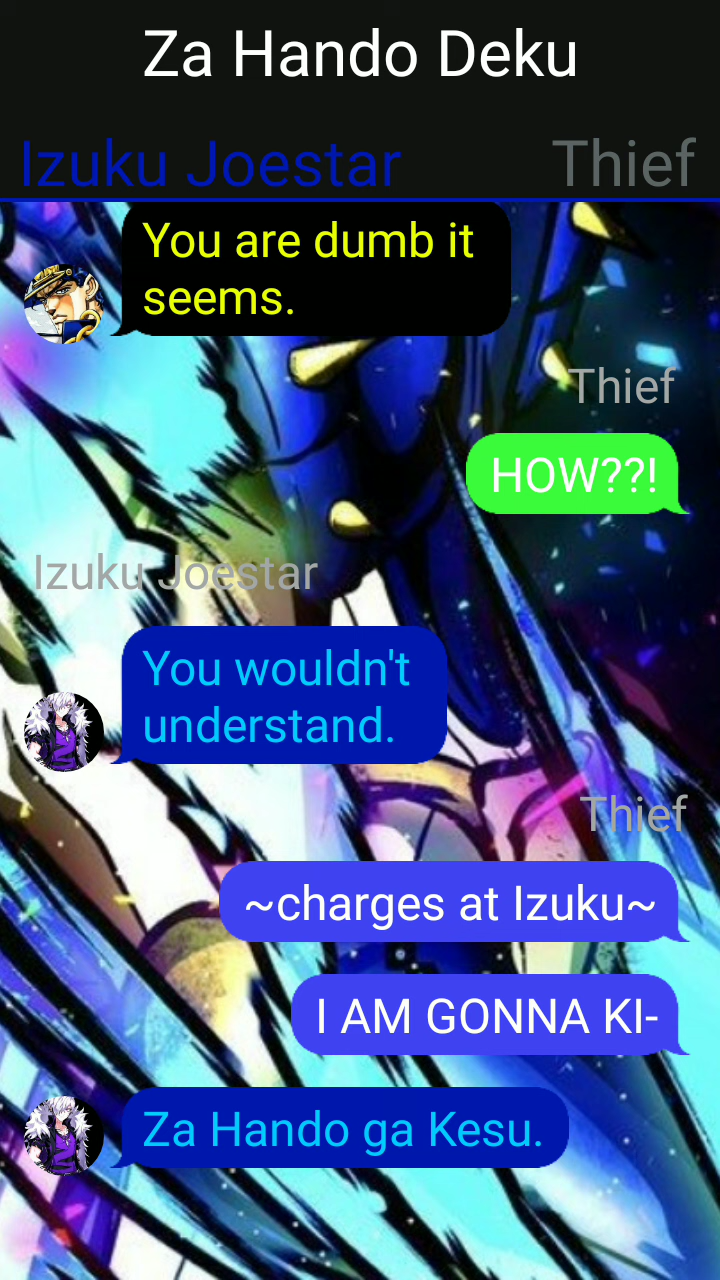 Za Hando Deku
Izuku Joestar
Thief
You are dumb it
seems.
Thief
HOW??!
Izuku Joestar
You wouldn't
understand.
Thief
~charges at Izuku~
I AM GONNA KI-
Za Hando ga Kesu.